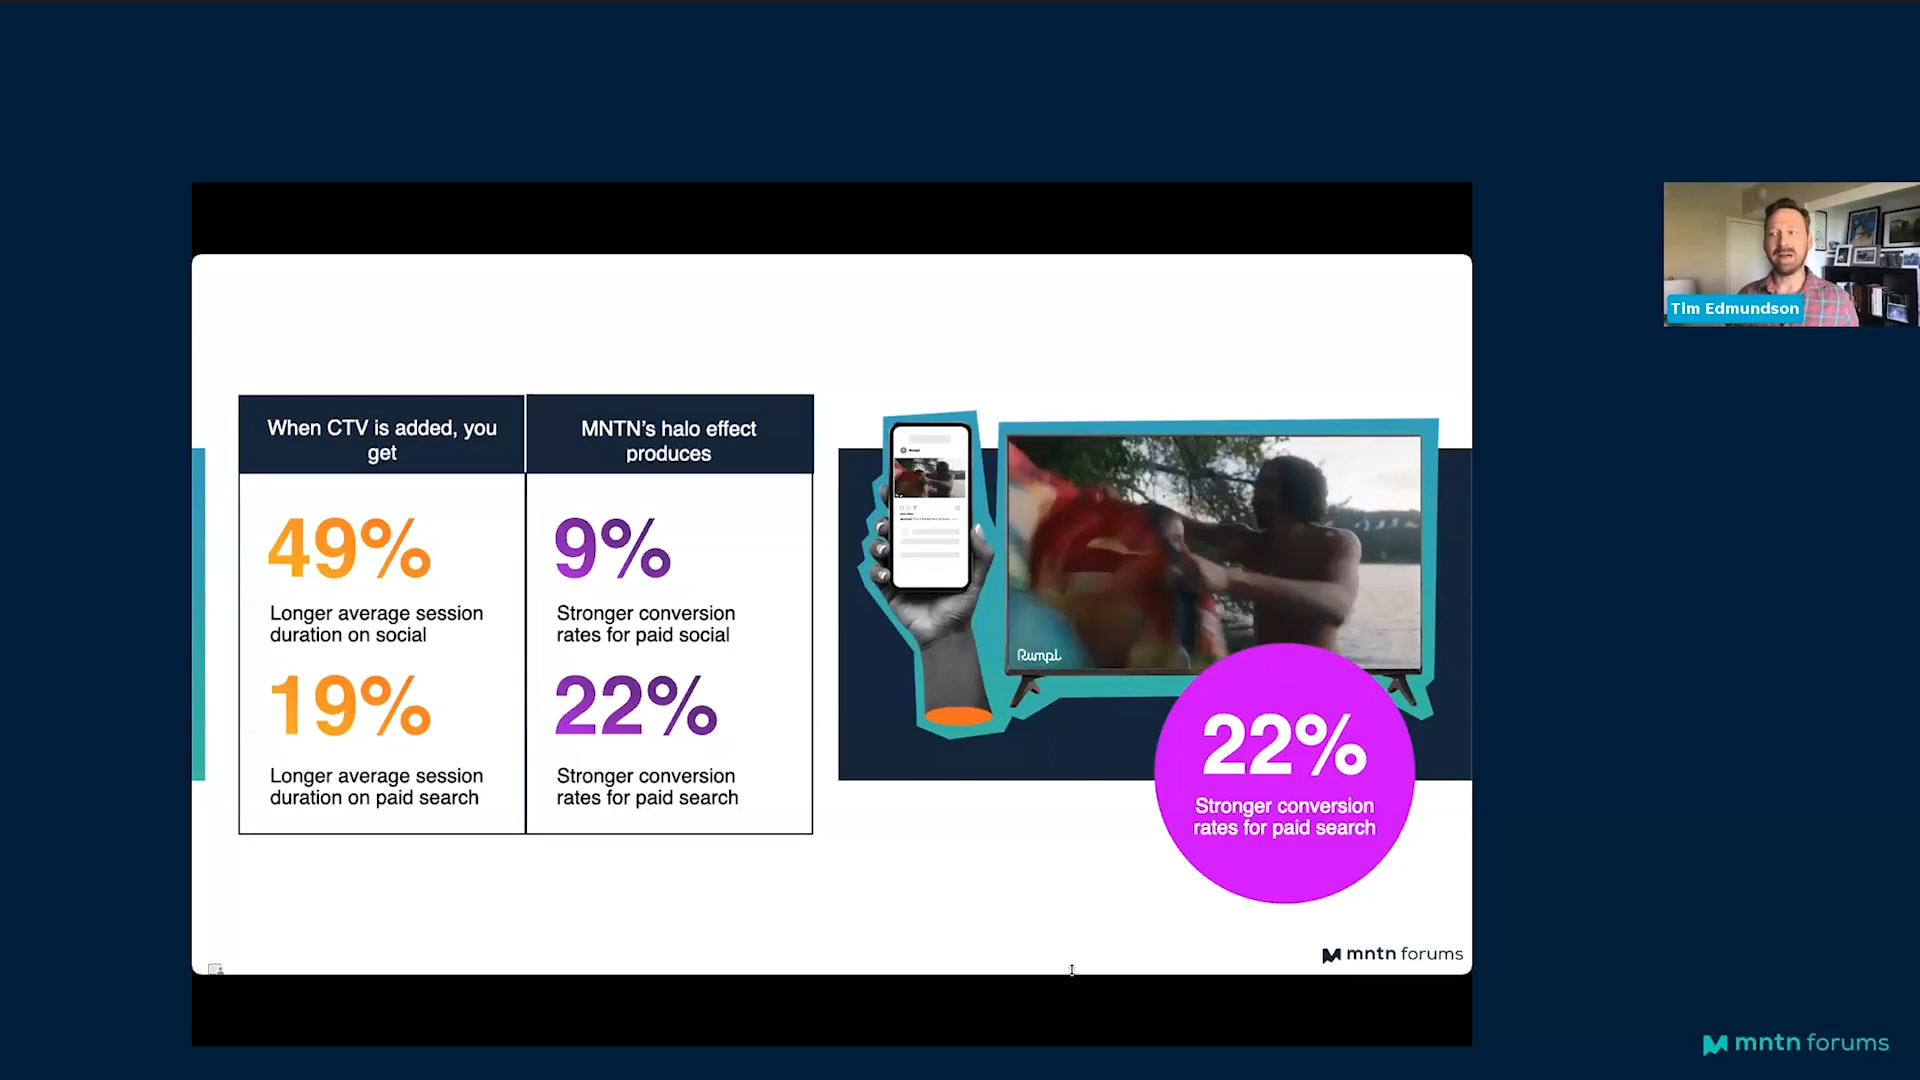 When CTV is added, you
get
MNTN's halo effect
produces
49%
Longer average session
duration on social
19%
Longer average session
duration on paid search
9%
Stronger conversion
rates for paid social
22%
Stronger conversion
rates for paid search
Rumpl
22%
Stronger conversion
rates for paid search
mntn forums
Tim Edmundson
mntn forums